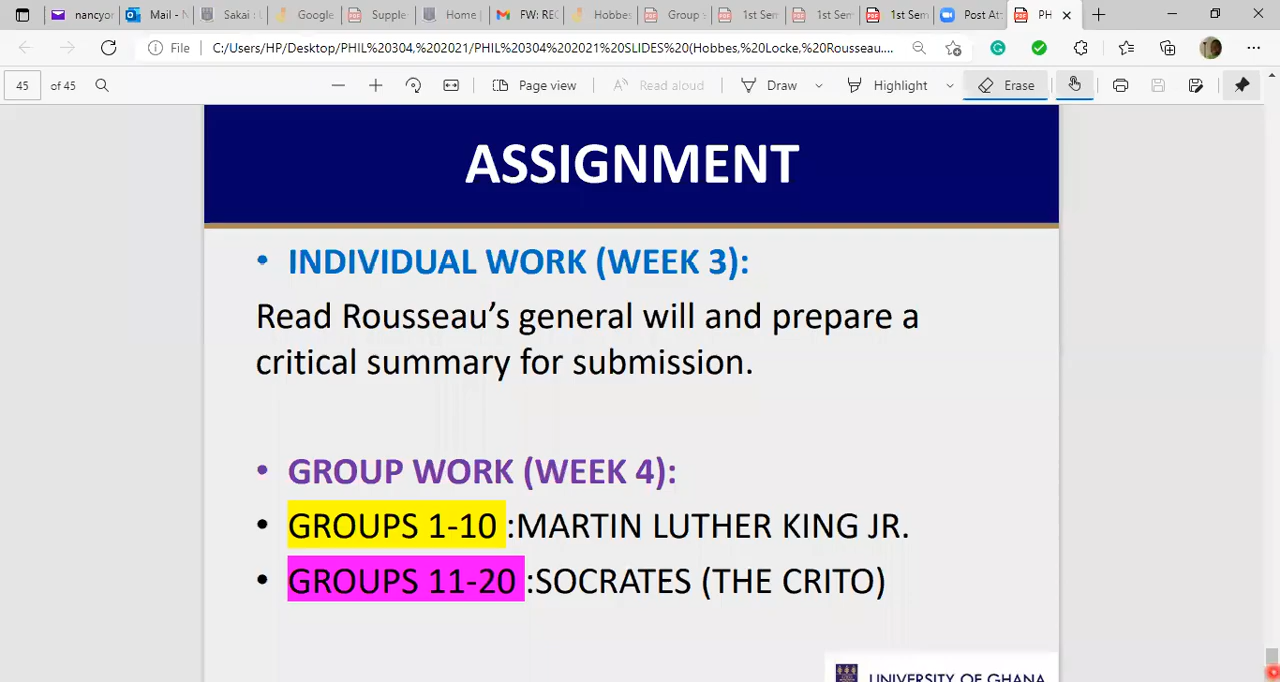 nancyor
Mail - N
Sakai : U
Google
Supple
Home |
FW: REC
Hobbes
Group
1st Sem
1st Sem
1st Sem
Post At
PH
File
C:/Users/HP/Desktop/PHIL%20304,%202021/PHIL%20304%202021%20SLIDES%20(Hobbes,%20Locke,%20Rousseau....
45 of 45
Page view
Read aloud
Draw
Highlight
Erase
ASSIGNMENT
• INDIVIDUAL WORK (WEEK 3):
Read Rousseau’s general will and prepare a
critical summary for submission.
• GROUP WORK (WEEK 4):
• GROUPS 1-10 :MARTIN LUTHER KING JR.
• GROUPS 11-20 :SOCRATES (THE CRITO)
UNIVERSITY OF GHANA